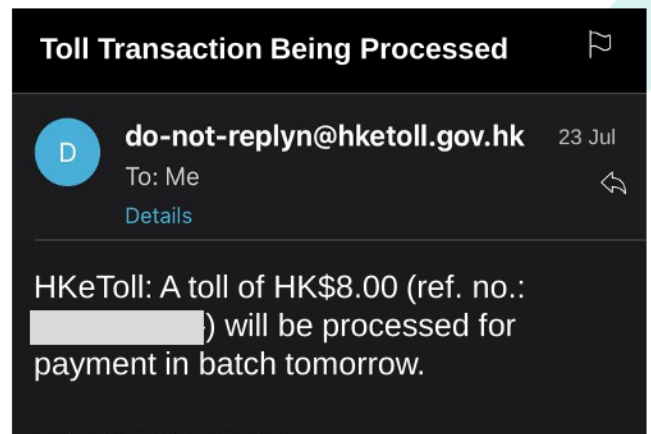 Toll Transaction Being Processed
D
do-not-replyn@hketoll.gov.hk
23 Jul
To: Me
Details
HKeToll: A toll of HK$8.00 (ref. no.:
) will be processed for
payment in batch tomorrow.